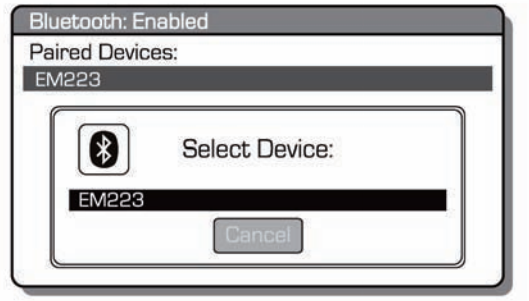 Bluetooth: Enabled
Paired Devices:
EM223
Select Device:
EM223
Cancel